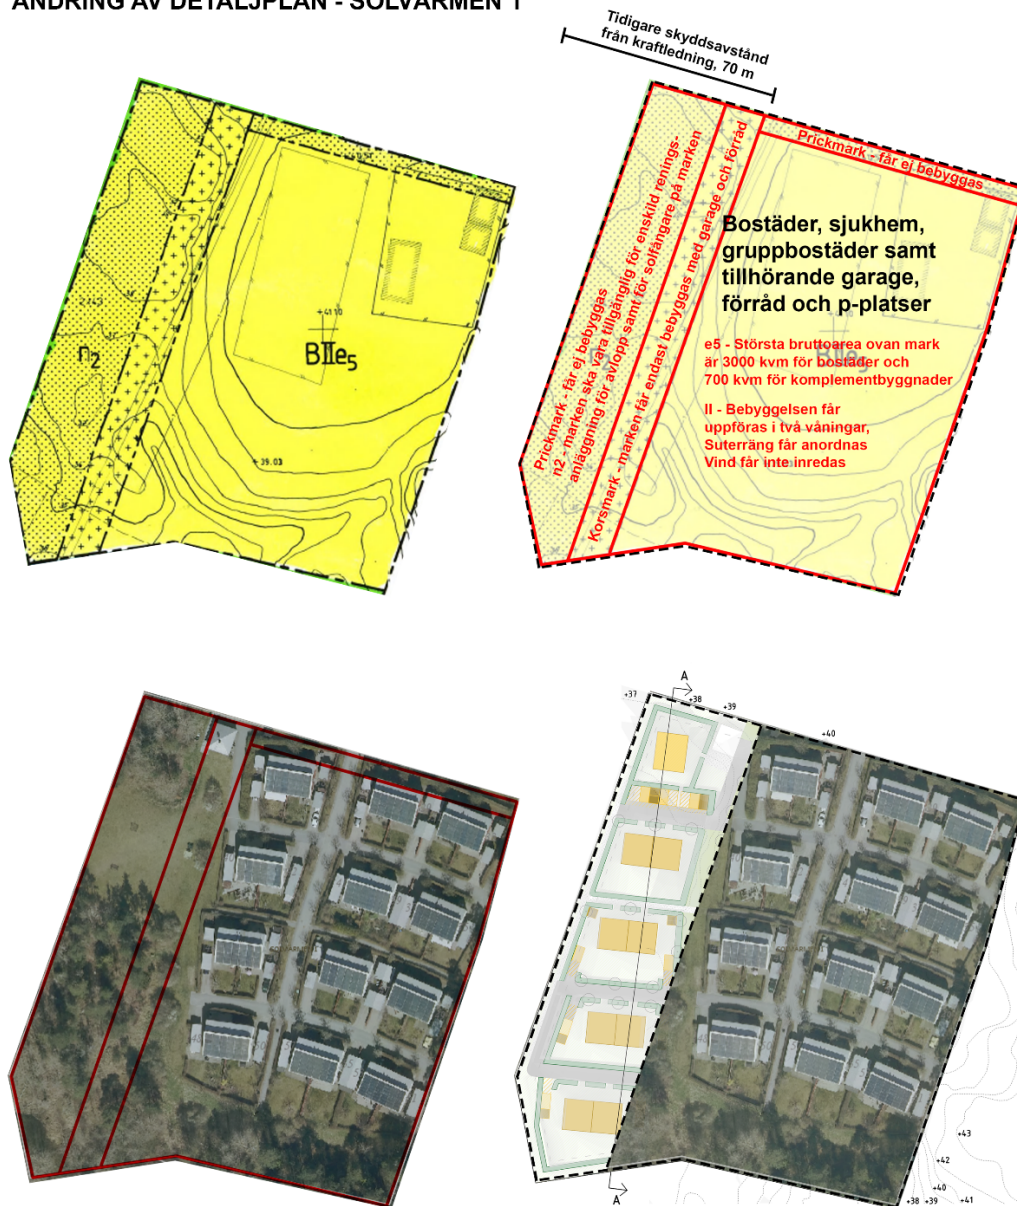 ÄNDRING AV DETALJPLAN - SOLVÄRMEN 1
Tidigare skyddsavstånd
från kraftledning, 70 m
n2
BIIe5
+41.10
+39.03
Prickmark - får ej bebyggas
Prickmark - får ej bebyggas
n2 - marken ska vara tillgänglig för enskild renings-
anläggning för avlopp samt för solfångare på marken
Korsmark - marken får endast bebyggas med garage och förråd
Bostäder, sjukhem,
gruppbostäder samt
tillhörande garage,
förråd och p-platser
e5 - Största bruttoarea ovan mark
är 3000 kvm för bostäder och
700 kvm för komplementbyggnader
II - Bebyggelsen får
uppföras i två våningar,
Suterräng får anordnas
Vind får inte inredas
n2
BIIe5
A
+37
+38
+39
+40
+43
+42
+40
+38 +39
+41
A